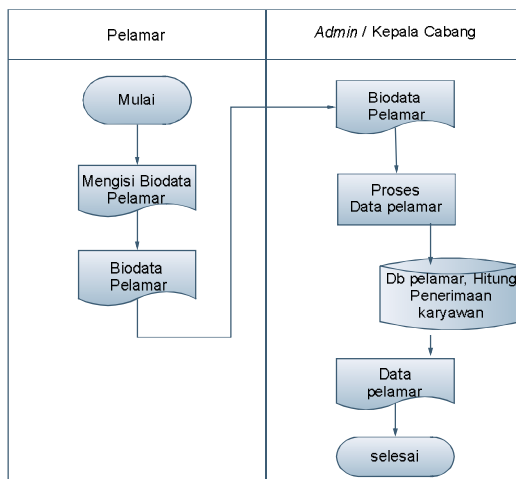 Pelamar
Admin / Kepala Cabang
Mulai
Mengisi Biodata
Pelamar
Biodata
Pelamar
Biodata
Pelamar
Proses
Data pelamar
Db pelamar, Hitung
Penerimaan
karyawan
Data
pelamar
selesai